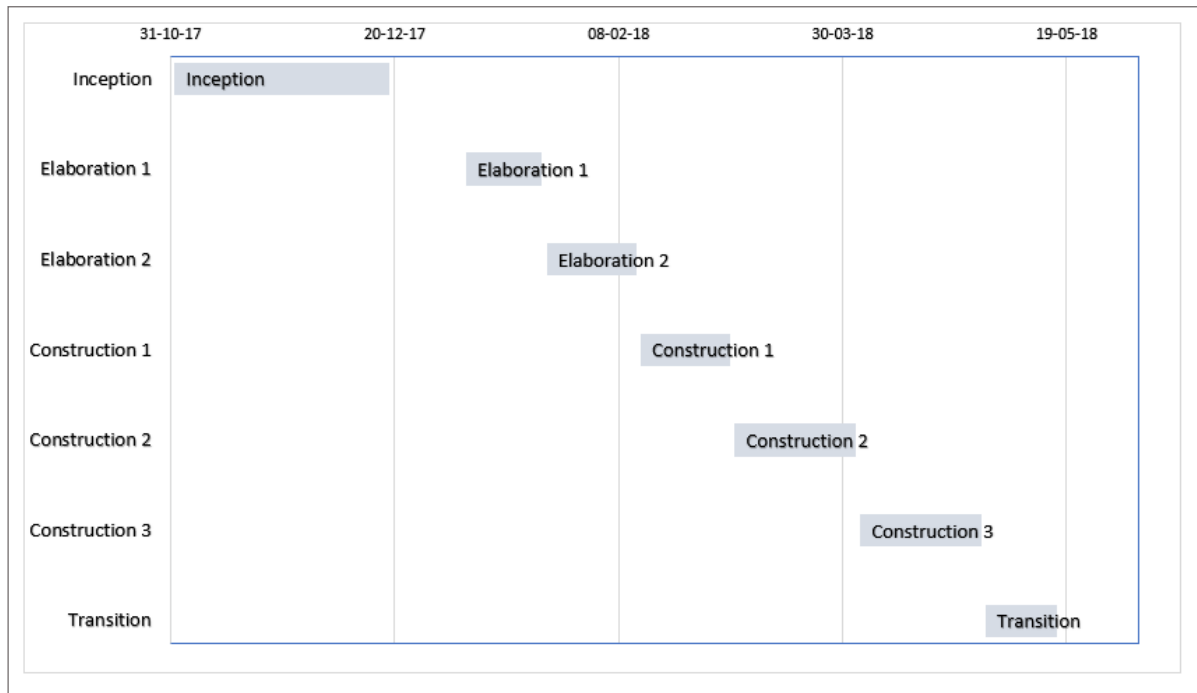 31-10-17 20-12-17 08-02-18 30-03-18 19-05-18
Inception Inception
Elaboration 1 Elaboration 1
Elaboration 2 Elaboration 2
Construction 1 Construction 1
Construction 2 Construction 2
Construction 3 Construction 3
Transition Transition